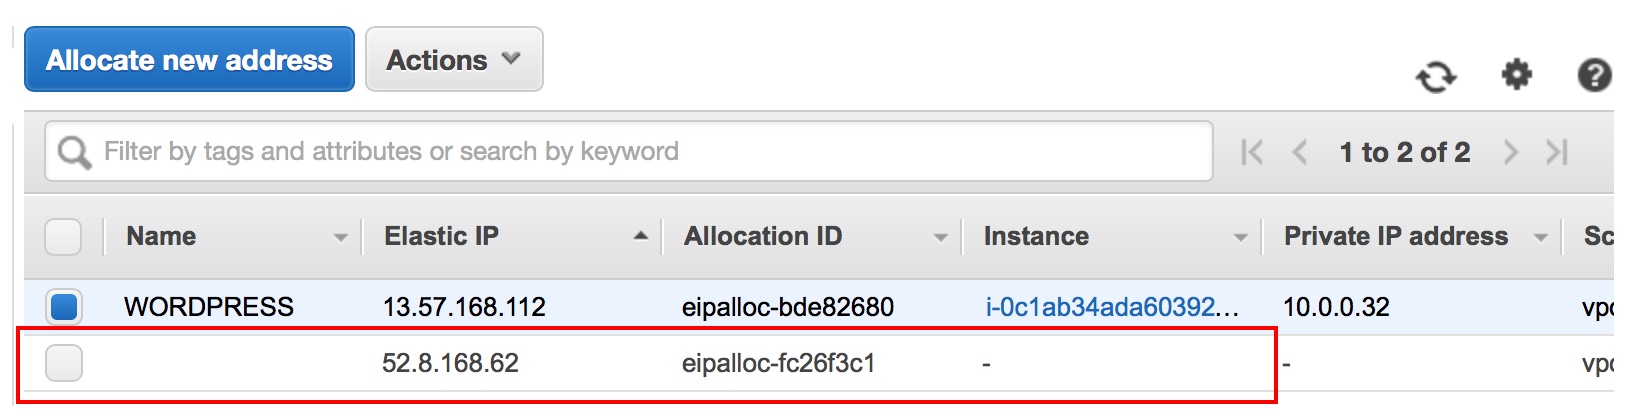 Allocate new address Actions
Filter by tags and attributes or search by keyword 1 to 2 of 2
Name Elastic IP Allocation ID Instance Private IP address Sc
WORDPRESS 13.57.168.112 eipalloc-bde82680 i-0c1ab34ada60392... 10.0.0.32 vpc
52.8.168.62 eipalloc-fc26f3c1 - - vpc